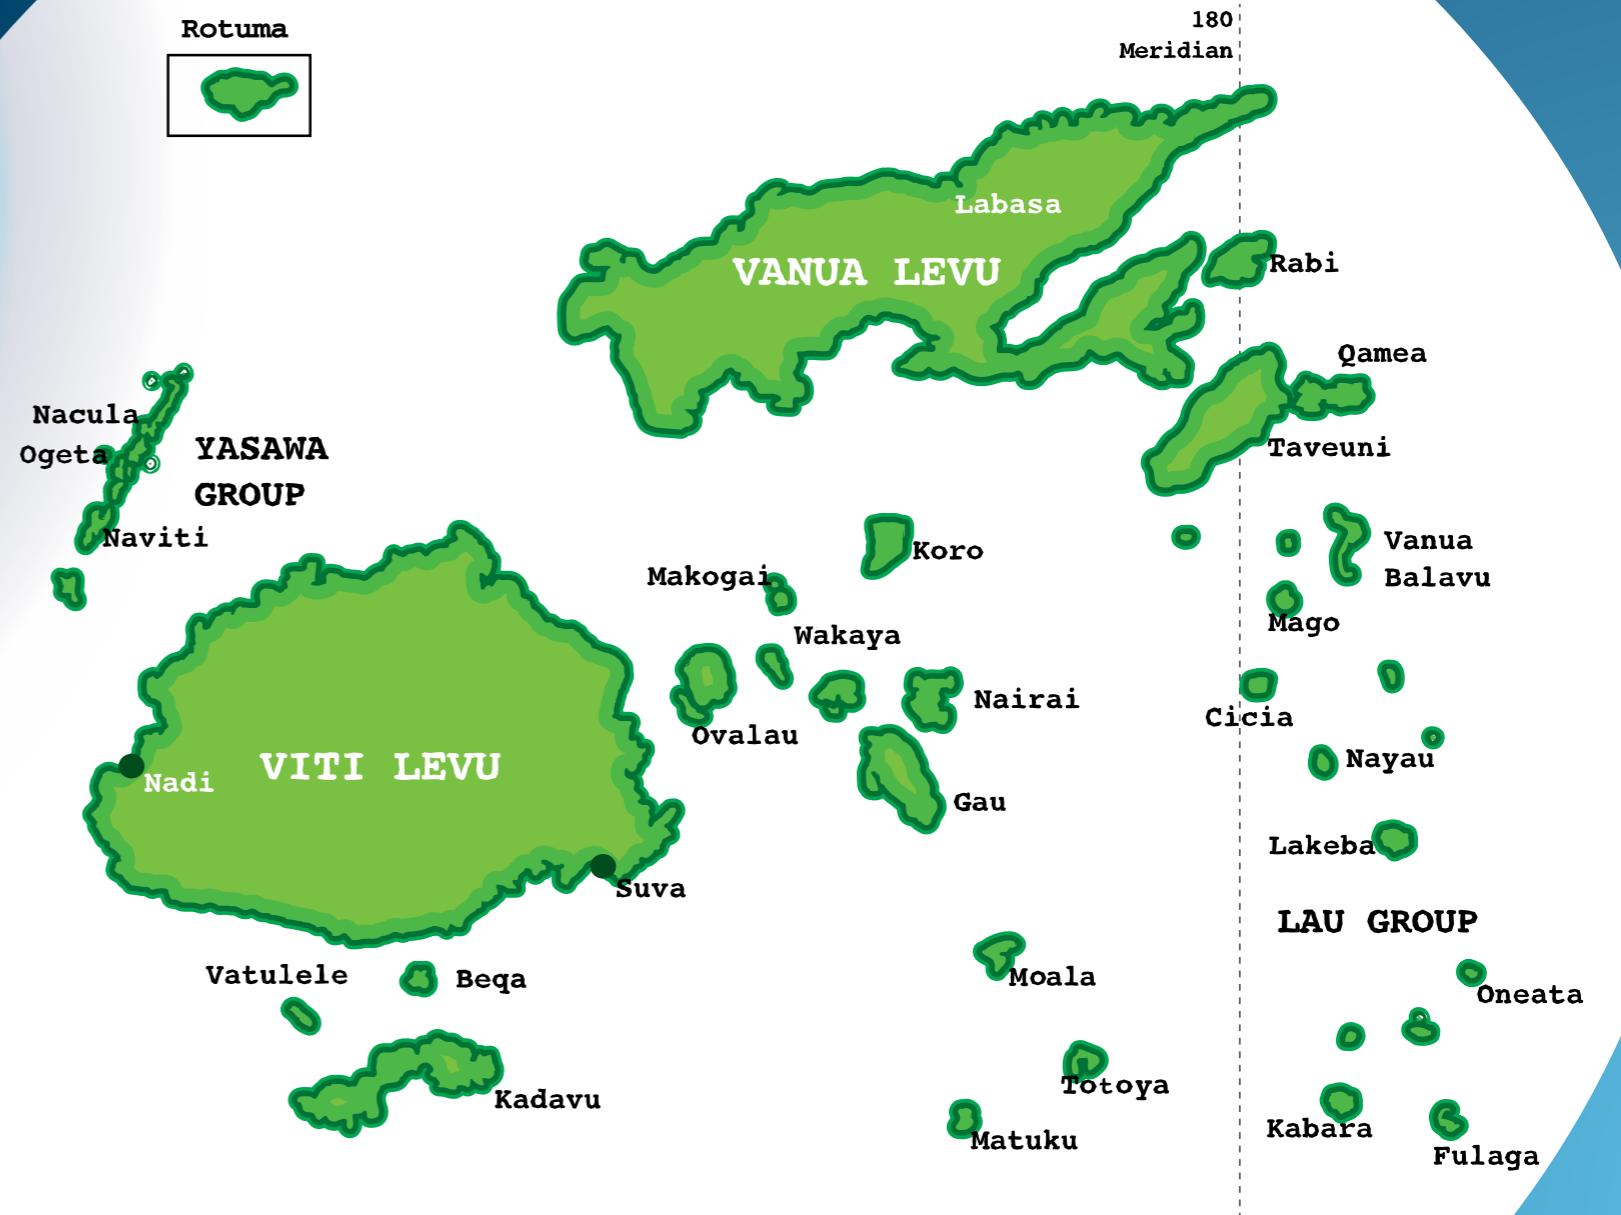 Rotuma
180
Meridian
Labasa
VANUA LEVU
Rabi
Qamea
Nacula
Ogeta
YASAWA
GROUP
Taveuni
Naviti
Koro
Vanua
Balavu
Makogai
Mago
Wakaya
Nairai
Cicia
Ovalau
Nayau
VITI LEVU
Nadi
Gau
Lakeba
Suva
LAU GROUP
Vatulele
Beqa
Moala
Oneata
Kadavu
Totoya
Matuku
Kabara
Fulaga